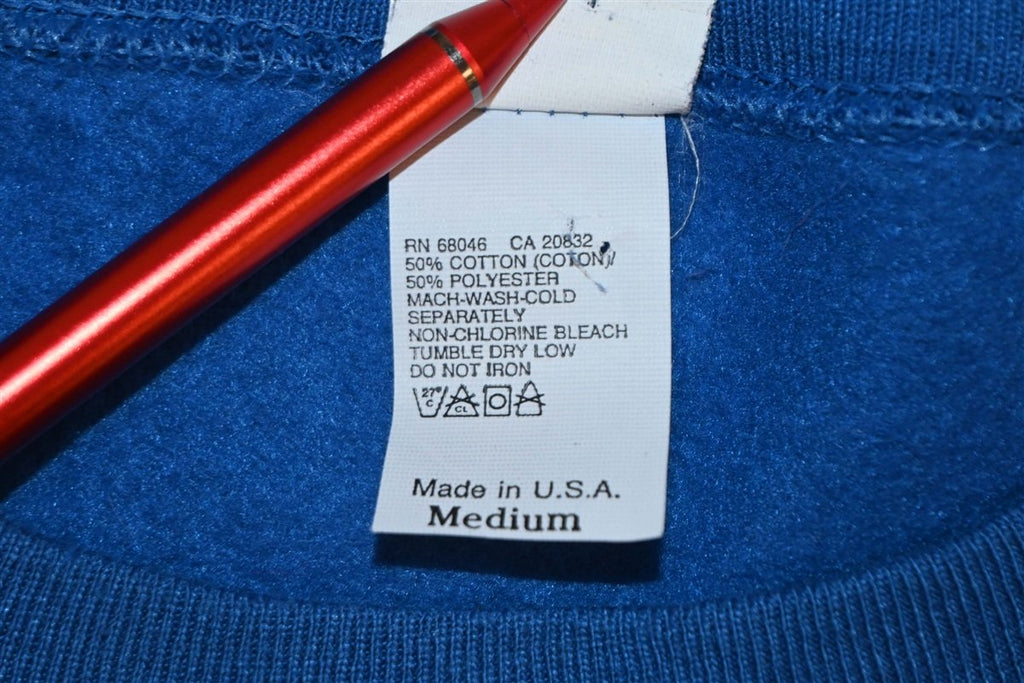 RN 68046 CA 20832
50% COTTON (COTON)/
50% POLYESTER
MACH-WASH-COLD
SEPARATELY
NON-CHLORINE BLEACH
TUMBLE DRY LOW
DO NOT IRON
27°
C CL
Made in U.S.A.
Medium